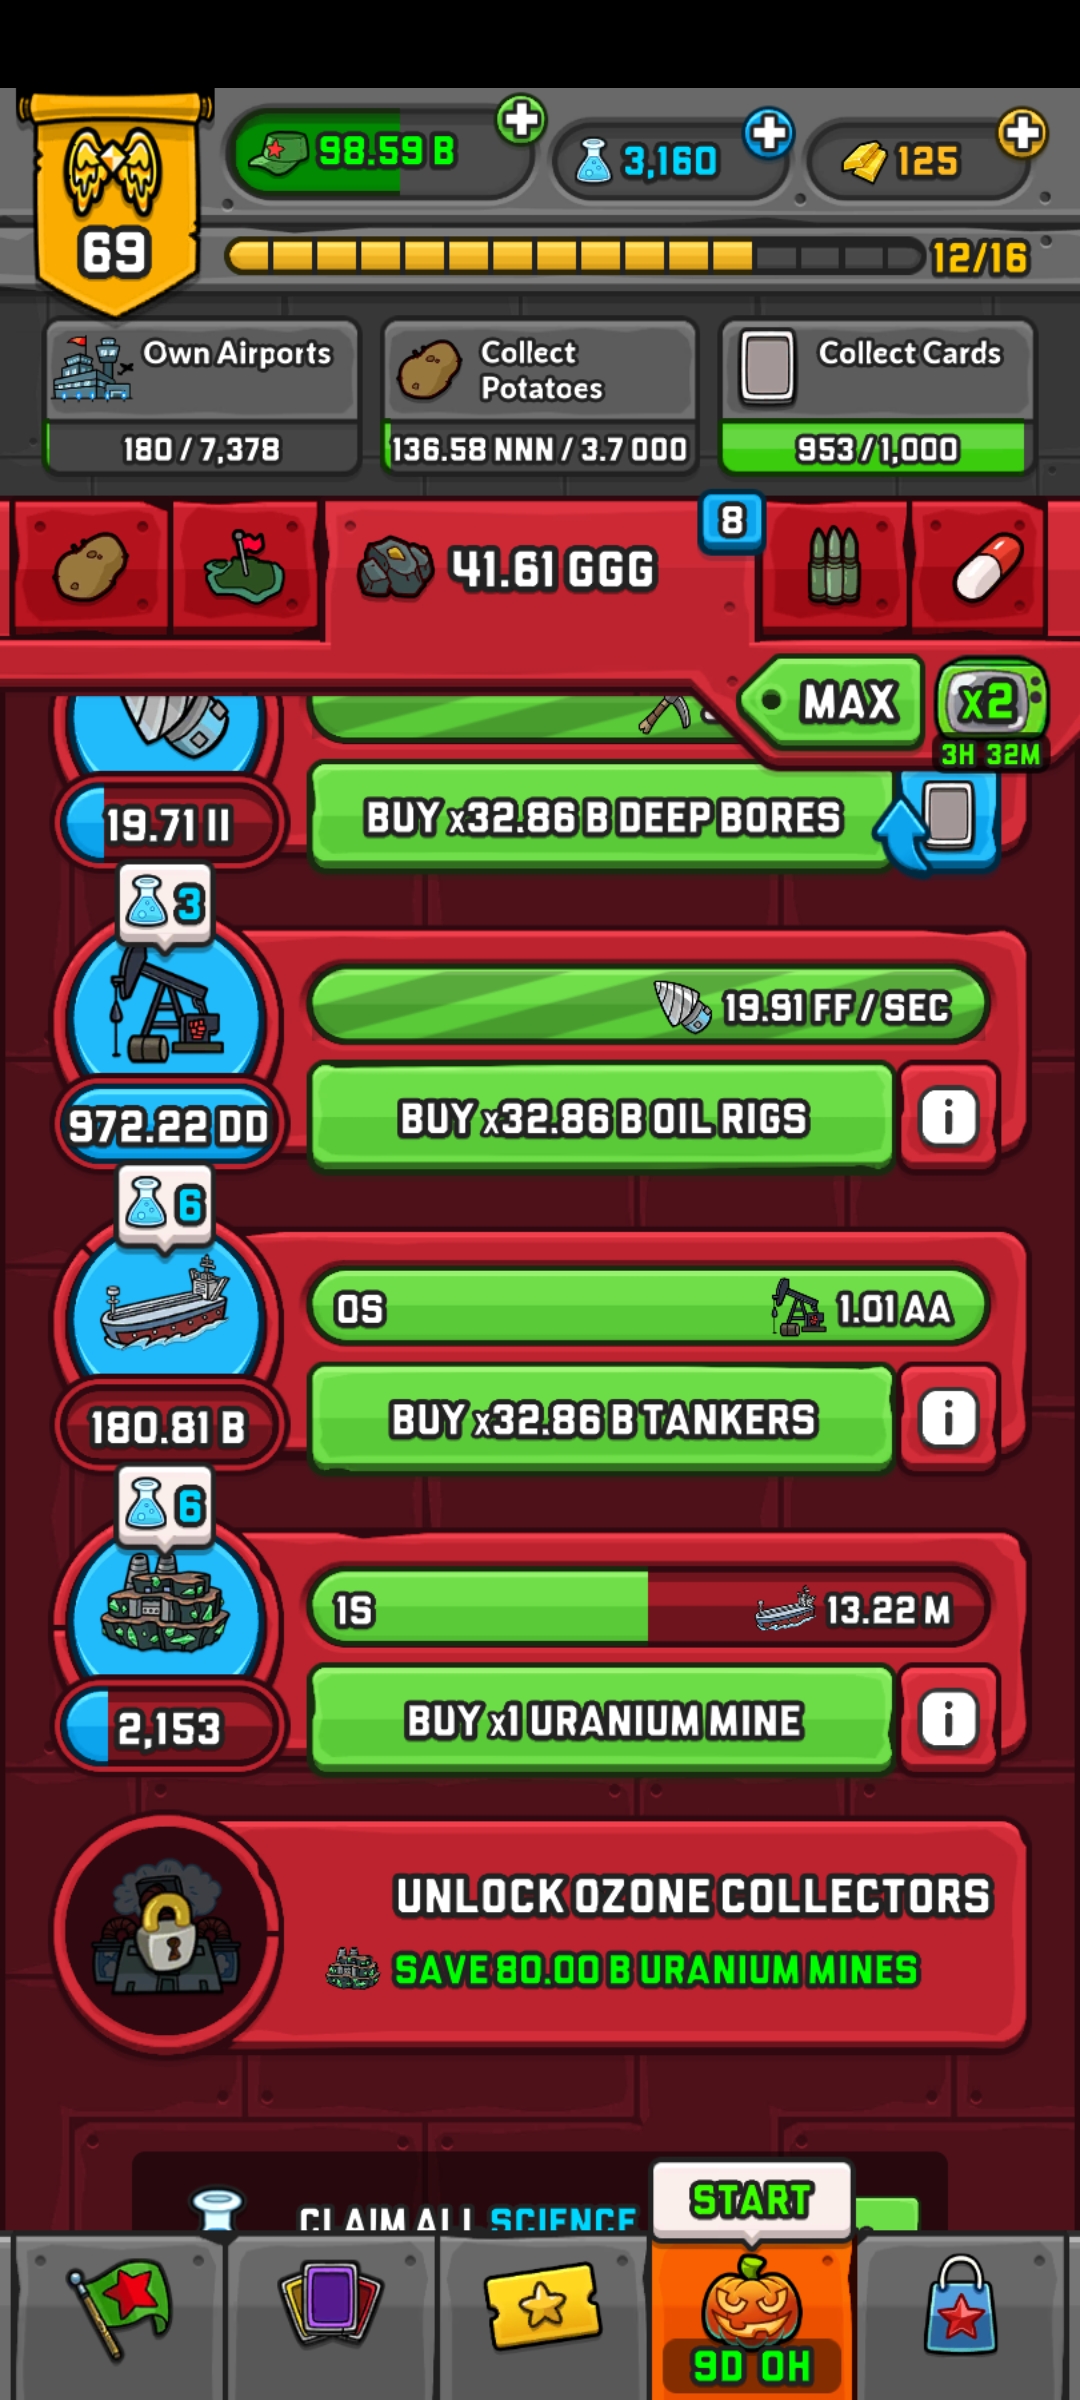 98.59 B
3,160
125
69
12/16
Own Airports
180 / 7,378
Collect
Potatoes
136.58 NNN / 3.7 OOO
Collect Cards
953 / 1,000
41.61 GGG
8
MAX
x2
3H 32M
19.71 II
BUY x32.86 B DEEP BORES
3
19.91 FF / SEC
972.22 DD
BUY x32.86 B OIL RIGS
i
6
0S
1.01 AA
180.81 B
BUY x32.86 B TANKERS
i
6
1S
13.22 M
2,153
BUY x1 URANIUM MINE
i
UNLOCK OZONE COLLECTORS
SAVE 80.00 B URANIUM MINES
CLAIM ALL SCIENCE
START
9D 0H